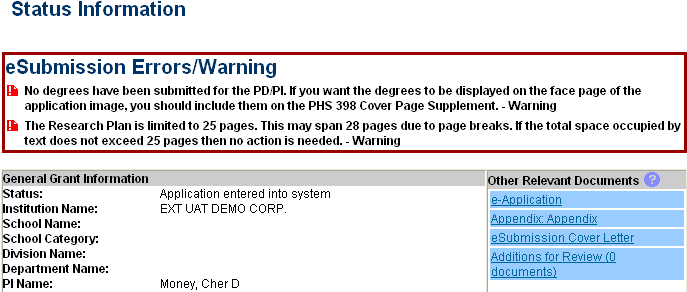 Status Information
eSubmission Errors/Warning
No degrees have been submitted for the PD/PI. If you want the degrees to be displayed on the face page of the
application image, you should include them on the PHS 398 Cover Page Supplement. - Warning
The Research Plan is limited to 25 pages. This may span 28 pages due to page breaks. If the total space occupied by
text does not exceed 25 pages then no action is needed. - Warning
General Grant Information
Status: Application entered into system
Institution Name: EXT UAT DEMO CORP.
School Name:
School Category:
Division Name:
Department Name:
PI Name: Money, Cher D
Other Relevant Documents ?
e-Application
Appendix: Appendix
eSubmission Cover Letter
Additions for Review (0
documents)